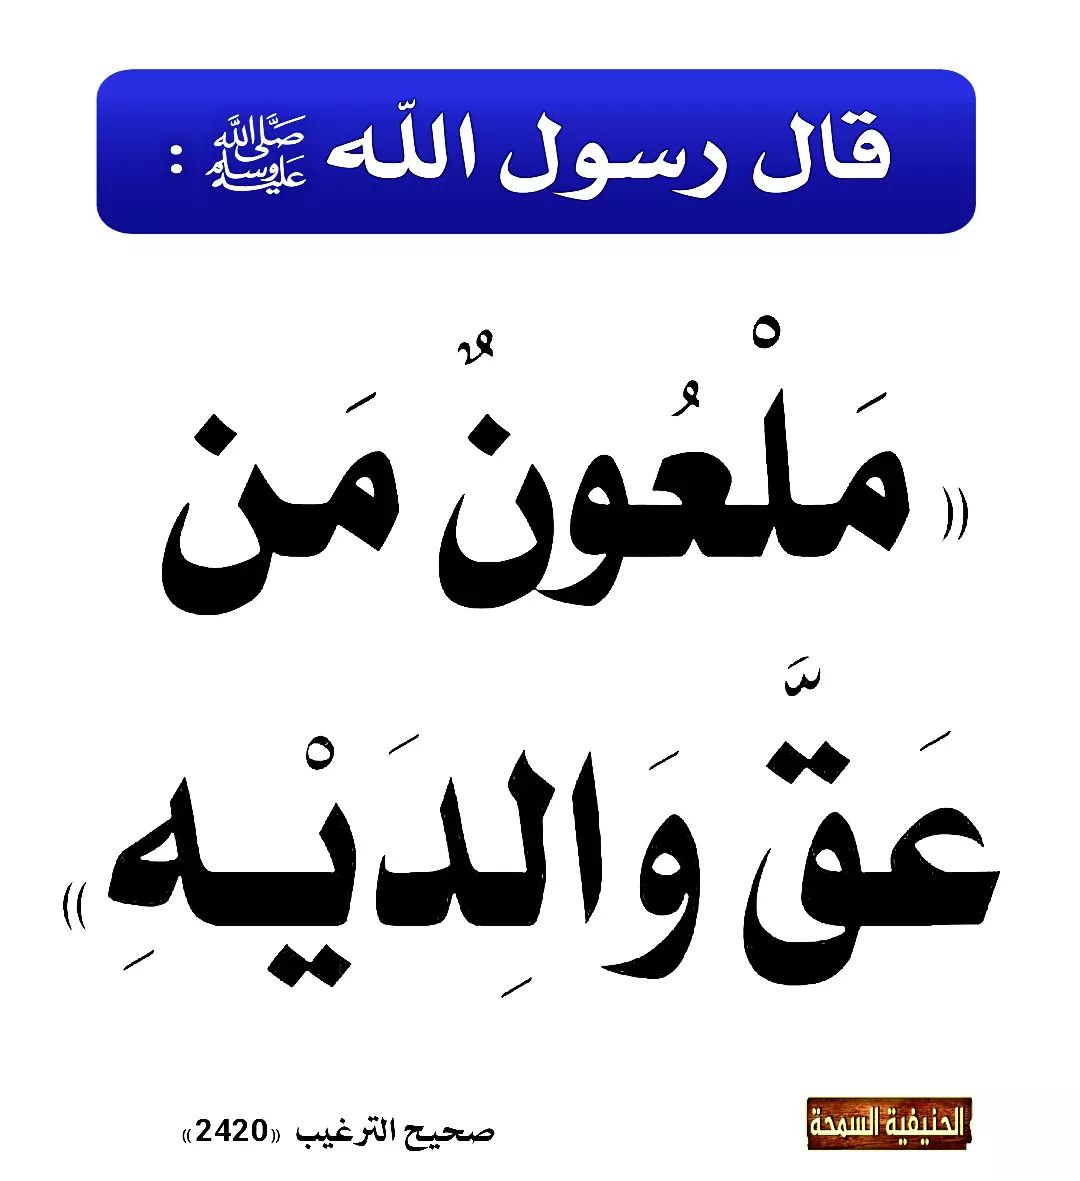 قال رسول الله ﷺ :
«مَلْعُونٌ مَن
عَقَّ وَالِدَيْهِ»
صحيح الترغيب «2420»
الحنيفية السمحة